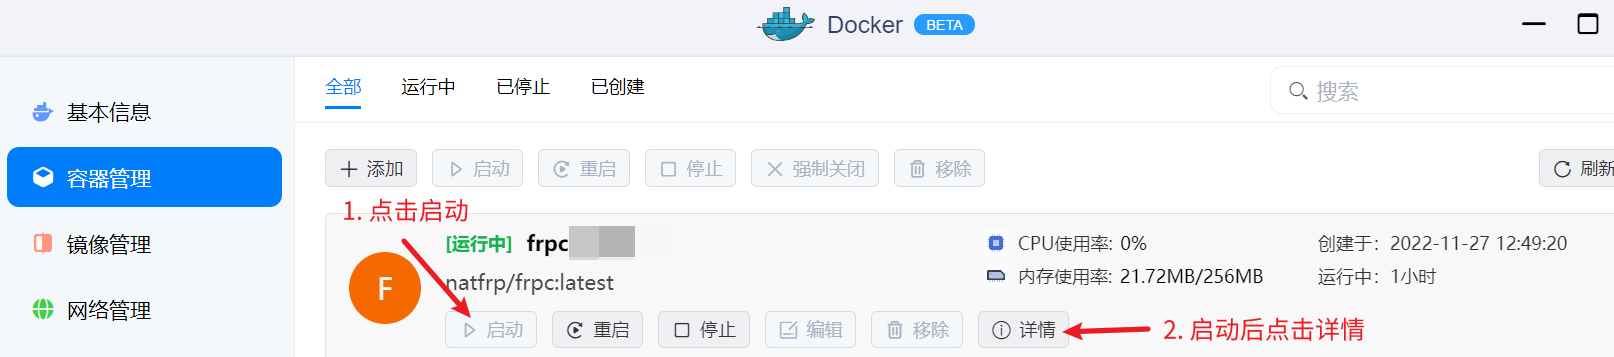 Docker BETA
基本信息
容器管理
镜像管理
网络管理
全部 运行中 已停止 已创建
搜索
添加 启动 重启 停止 强制关闭 移除 刷新
1. 点击启动
[运行中] frpc
CPU使用率: 0%
创建于: 2022-11-27 12:49:20
F
natfrp/frpc:latest
内存使用率: 21.72MB/256MB
运行中: 1小时
启动 重启 停止 编辑 移除 详情
2. 启动后点击详情